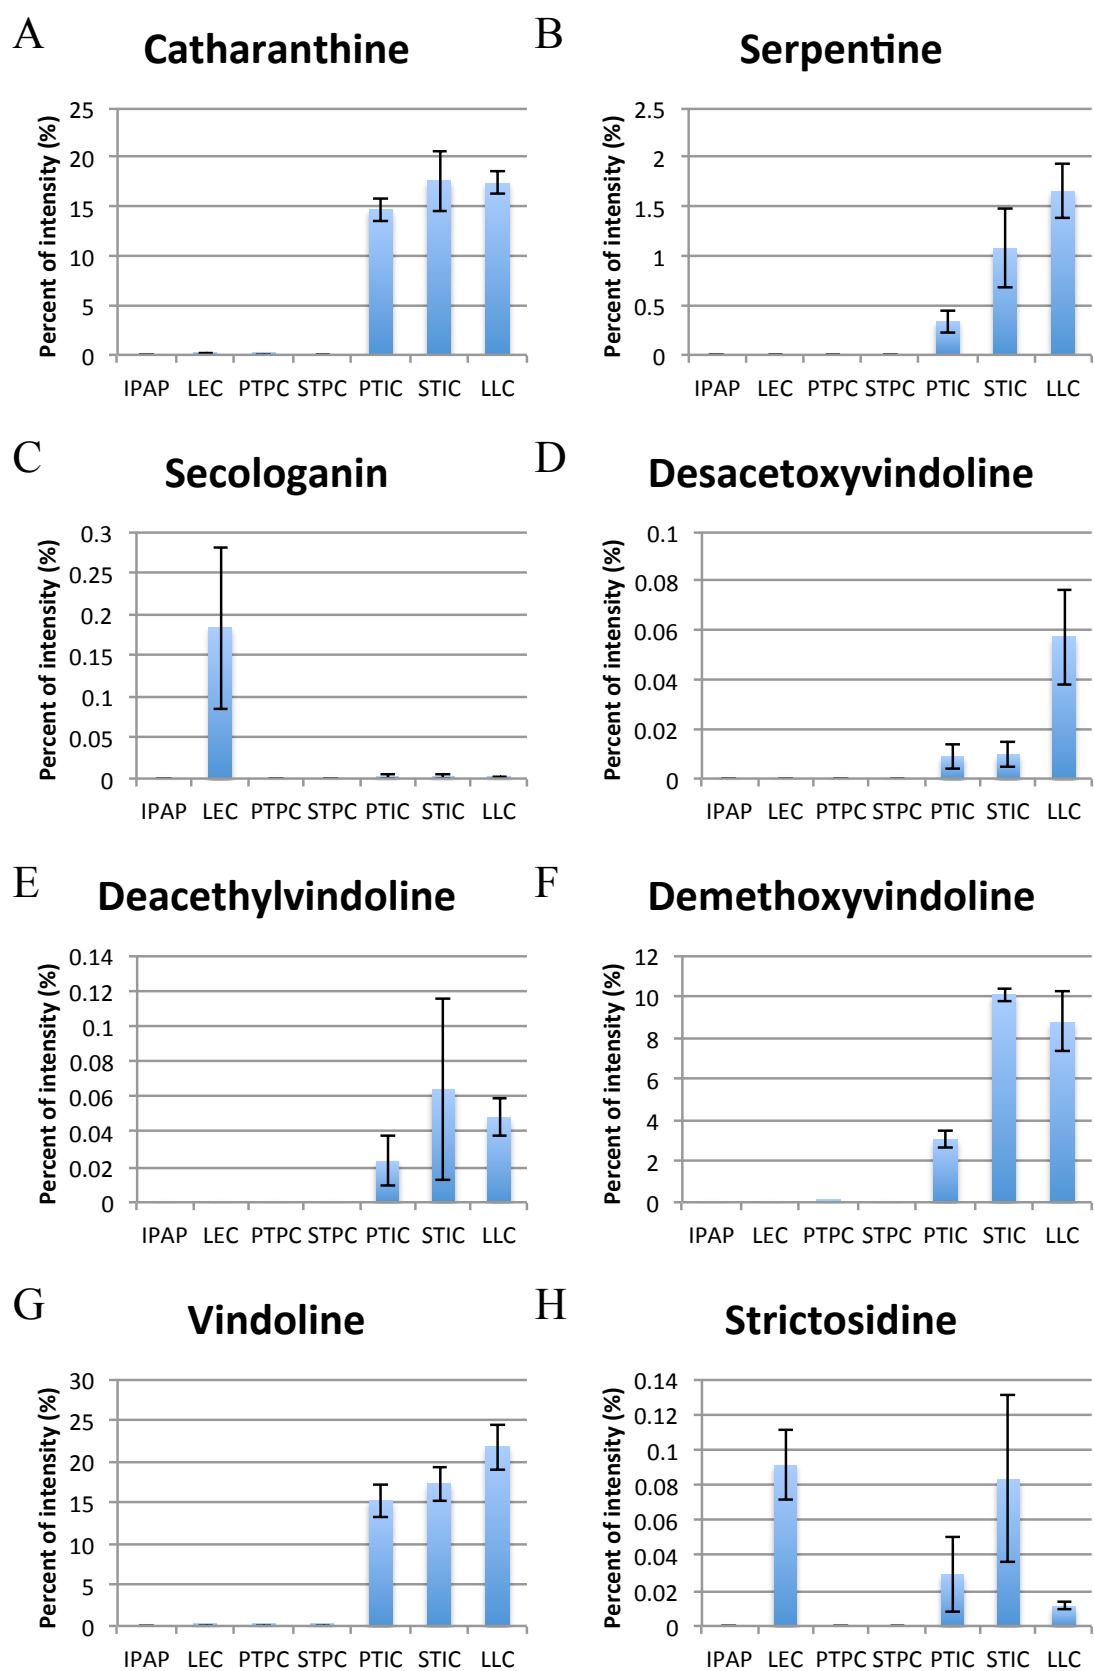 A
Catharanthine
Percent of intensity (%)
25
20
15
10
5
0
IPAP LEC PTPC STPC PTIC STIC LLC
B
Serpentine
Percent of intensity (%)
2.5
2
1.5
1
0.5
0
IPAP LEC PTPC STPC PTIC STIC LLC
C
Secologanin
Percent of intensity (%)
0.3
0.25
0.2
0.15
0.1
0.05
0
IPAP LEC PTPC STPC PTIC STIC LLC
D
Desacetoxyvindoline
Percent of intensity (%)
0.1
0.08
0.06
0.04
0.02
0
IPAP LEC PTPC STPC PTIC STIC LLC
E
Deacethylvindoline
Percent of intensity (%)
0.14
0.12
0.1
0.08
0.06
0.04
0.02
0
IPAP LEC PTPC STPC PTIC STIC LLC
F
Demethoxyvindoline
Percent of intensity (%)
12
10
8
6
4
2
0
IPAP LEC PTPC STPC PTIC STIC LLC
G
Vindoline
Percent of intensity (%)
30
25
20
15
10
5
0
IPAP LEC PTPC STPC PTIC STIC LLC
H
Strictosidine
Percent of intensity (%)
0.14
0.12
0.1
0.08
0.06
0.04
0.02
0
IPAP LEC PTPC STPC PTIC STIC LLC